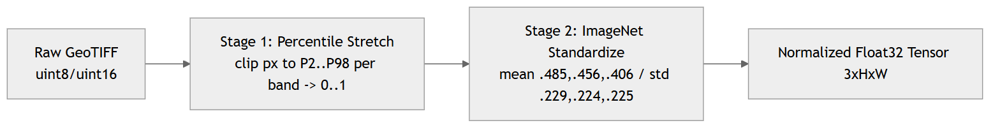 Raw GeoTIFF
uint8/uint16
Stage 1: Percentile Stretch
clip px to P2..P98 per
band -> 0..1
Stage 2: ImageNet
Standardize
mean .485,.456,.406 / std
.229,.224,.225
Normalized Float32 Tensor
3xHxW